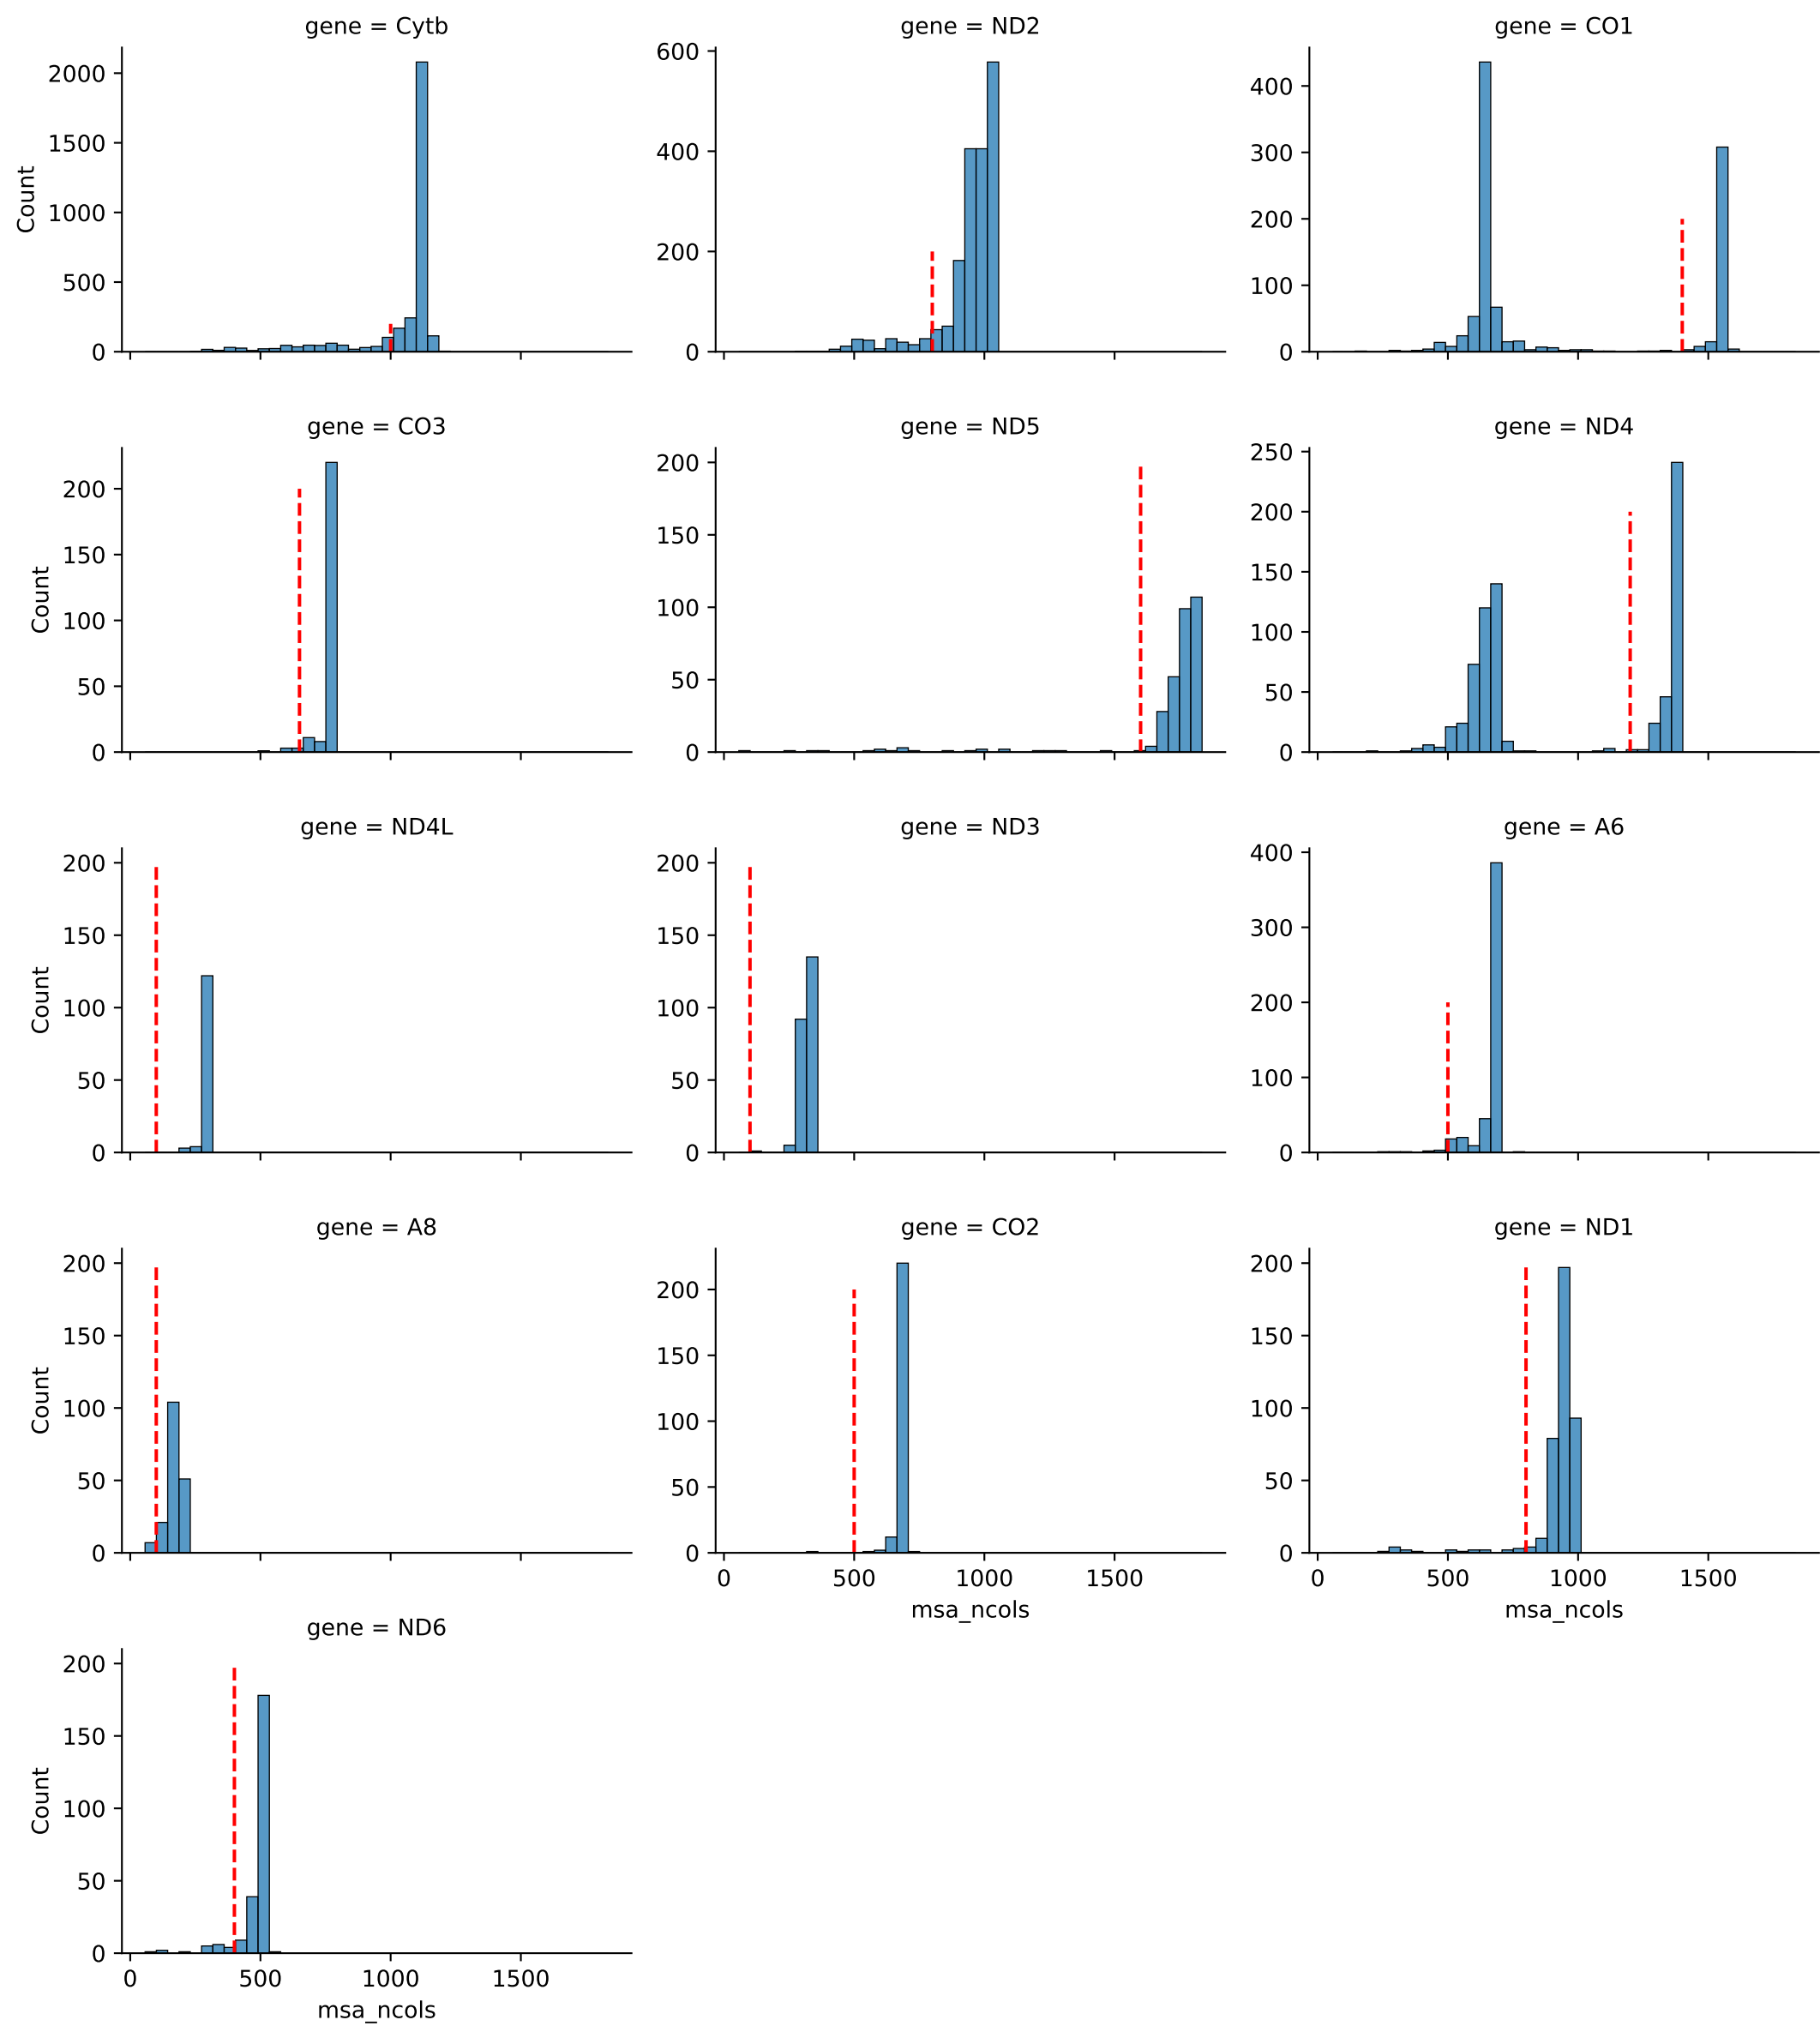 gene = Cytb
Count
2000
1500
1000
500
0
gene = ND2
600
400
200
0
gene = CO1
400
300
200
100
0
gene = CO3
Count
200
150
100
50
0
gene = ND5
200
150
100
50
0
gene = ND4
250
200
150
100
50
0
gene = ND4L
Count
200
150
100
50
0
gene = ND3
200
150
100
50
0
gene = A6
400
300
200
100
0
gene = A8
Count
200
150
100
50
0
gene = CO2
200
150
100
50
0
0 500 1000 1500
msa_ncols
gene = ND1
200
150
100
50
0
0 500 1000 1500
msa_ncols
gene = ND6
Count
200
150
100
50
0
0 500 1000 1500
msa_ncols